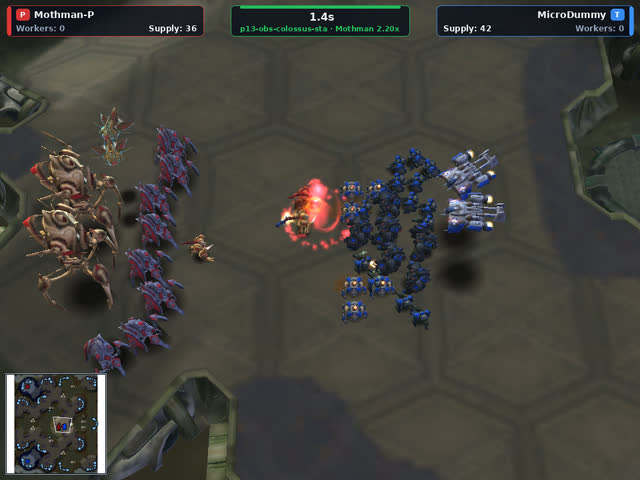 P Mothman-P
Workers: 0 Supply: 36
1.4s
p13-obs-colossus-sta · Mothman 2.20x
MicroDummy T
Supply: 42 Workers: 0